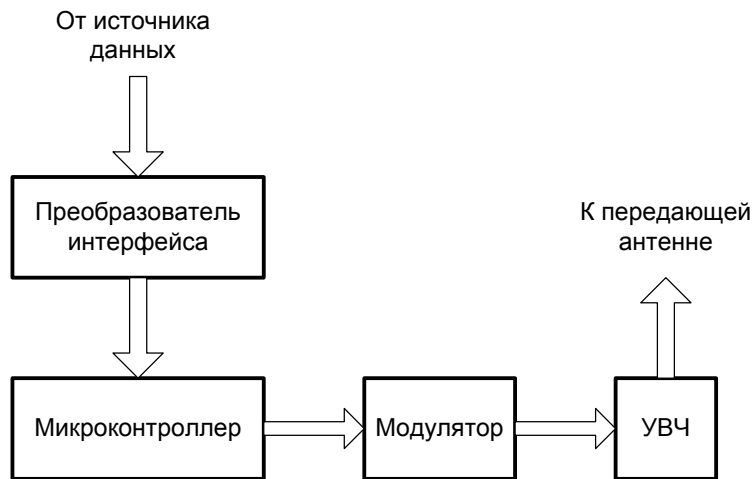 От источника
данных
Преобразователь
интерфейса
К передающей
антенне
Микроконтроллер
Модулятор
УВЧ